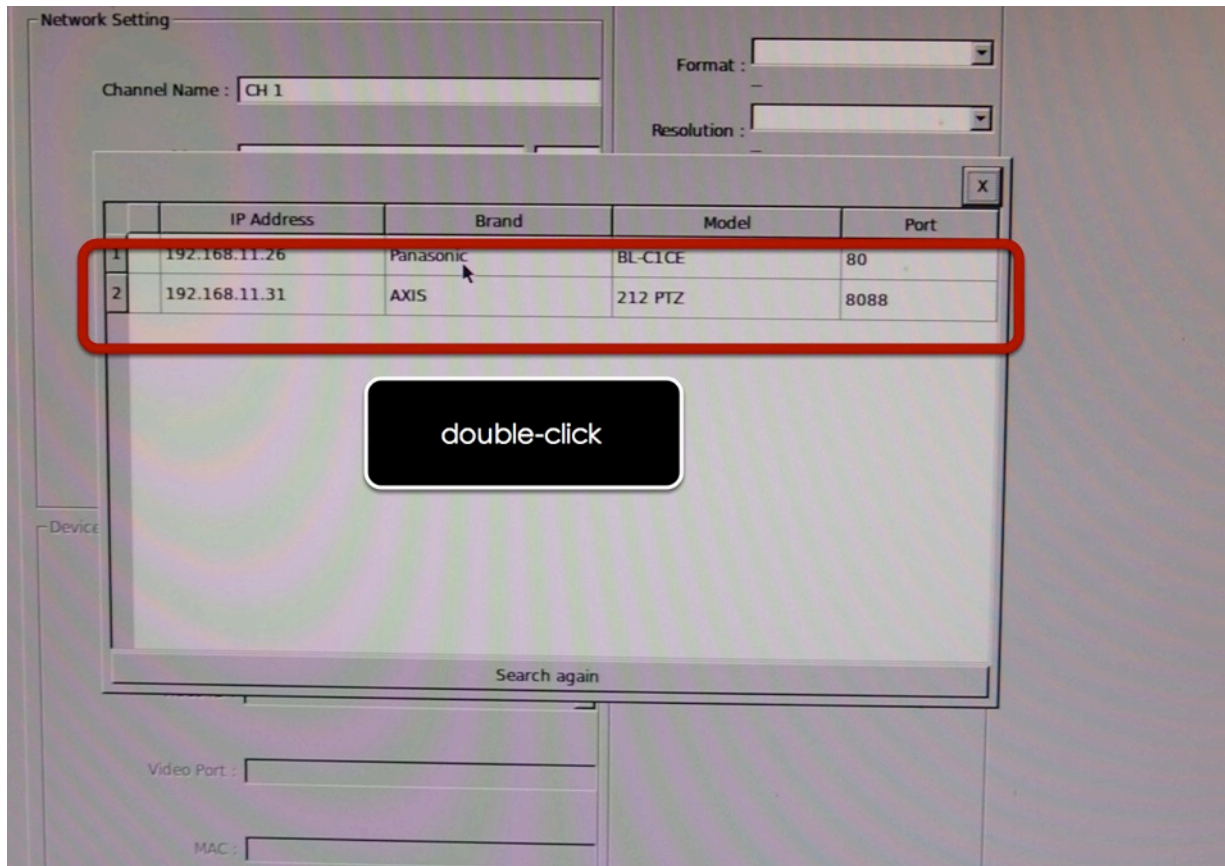 Network Setting
Format :
Channel Name : CH 1
Resolution :
X
IP Address Brand Model Port
1 192.168.11.26 Panasonic BL-C1CE 80
2 192.168.11.31 AXIS 212 PTZ 8088
double-click
Device
Search again
Video Port :
MAC :